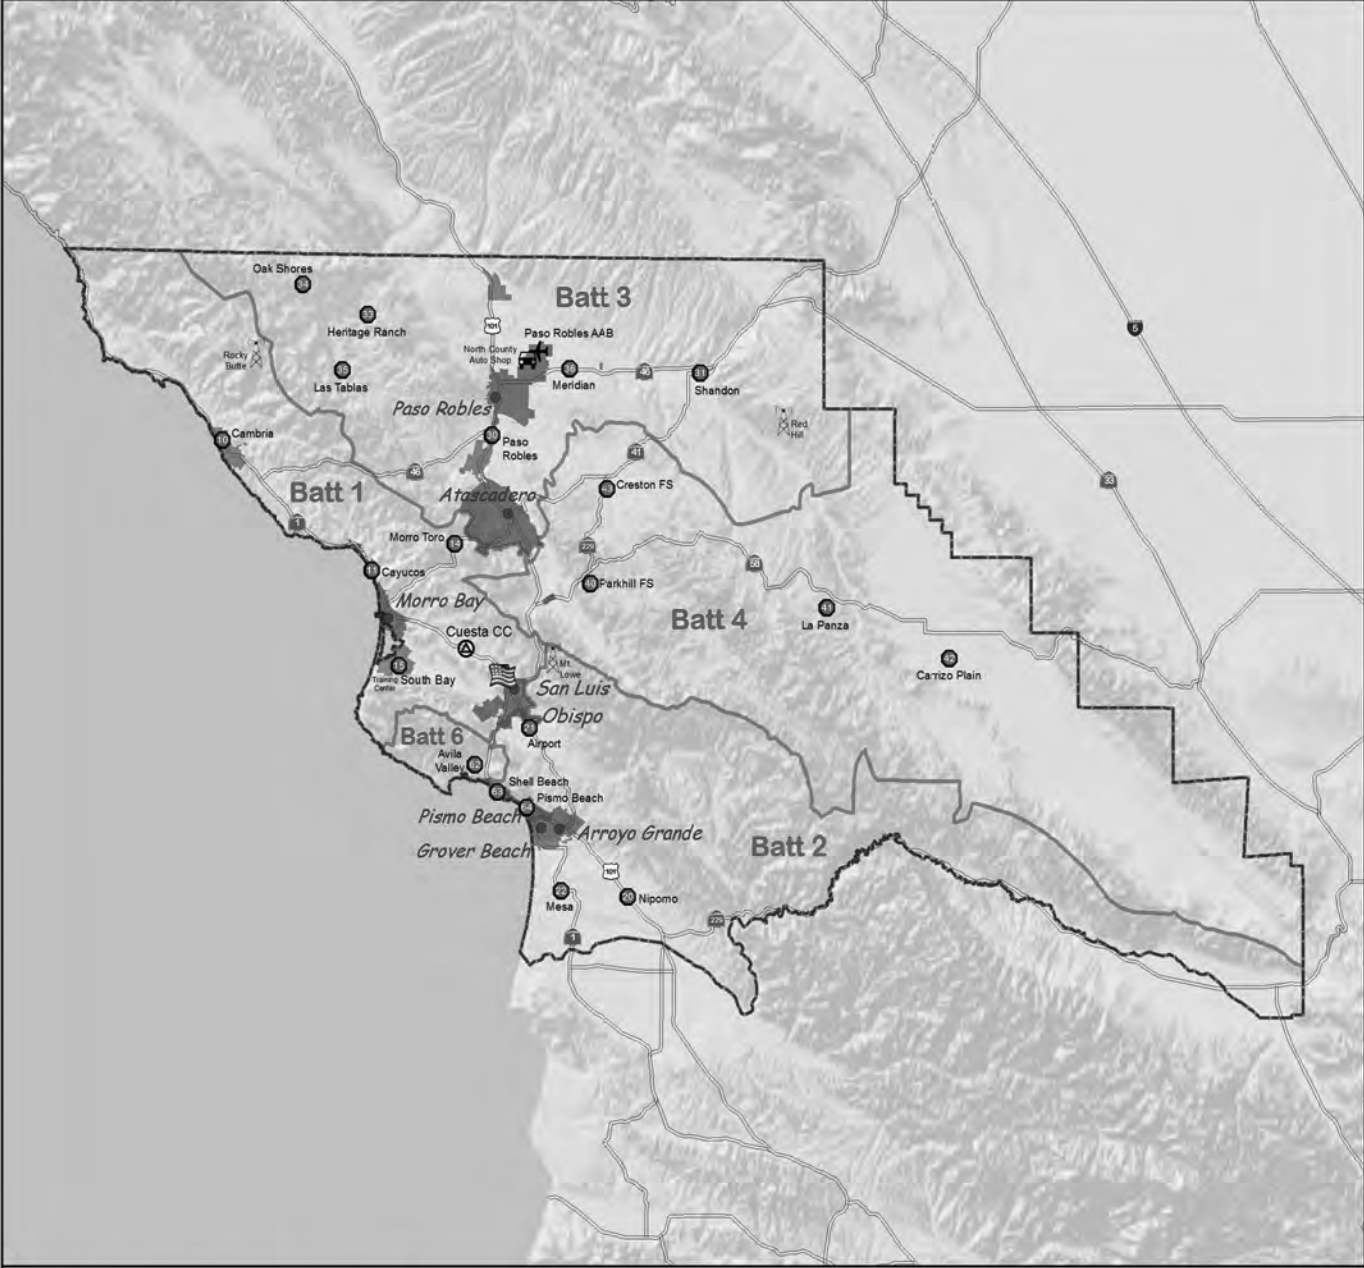 Oak Shores
34
33
Heritage Ranch
Batt 3
101
Paso Robles AAB
North County
Auto Shop
Rocky
Butte
35
Las Tablas
36
Meridian
46
31
Shandon
Paso Robles
Red
Hill
Cambria
10
30
Paso
Robles
41
46
Batt 1
Atascadero
Creston FS
33
1
Morro Toro
14
229
58
5
11
Cayucos
Parkhill FS
Morro Bay
Batt 4
41
La Panza
Cuesta CC
42
Carrizo Plain
15
Training
Center
South Bay
Mt.
Lowe
San Luis
Obispo
21
Airport
Batt 6
Avila
Valley
62
Shell Beach
63
Pismo Beach
Pismo Beach
Arroyo Grande
Grover Beach
Batt 2
101
22
Mesa
20
Nipomo
1